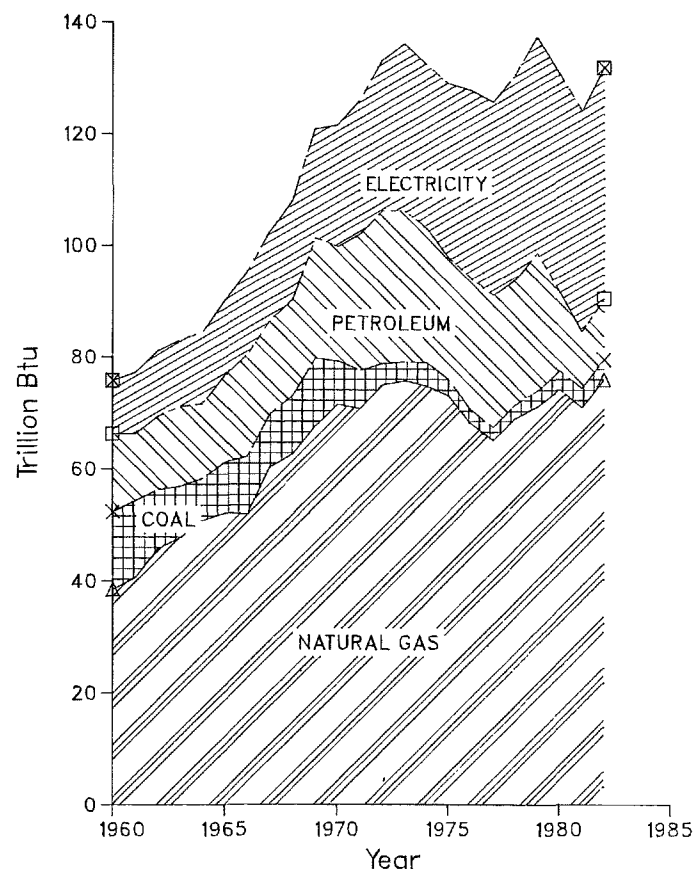 140
120
100
80
60
40
20
0
Trillion Btu
ELECTRICITY
PETROLEUM
COAL
NATURAL GAS
1960 1965 1970 1975 1980 1985
Year